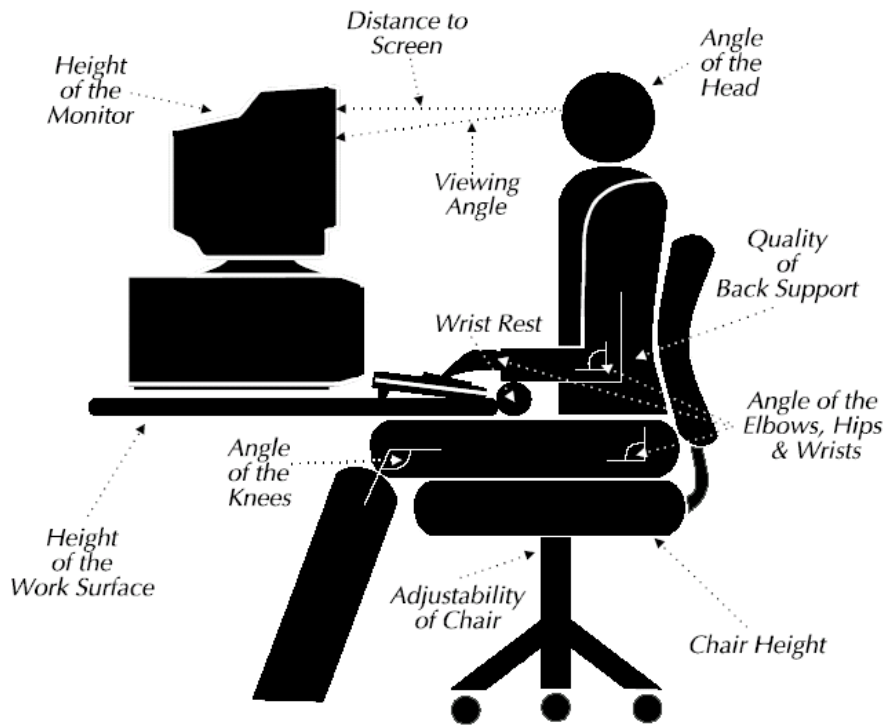 Distance to
Screen
Angle
of the
Head
Height
of the
Monitor
Viewing
Angle
Quality
of
Back Support
Wrist Rest
Angle of the
Elbows, Hips
& Wrists
Angle
of the
Knees
Height
of the
Work Surface
Adjustability
of Chair
Chair Height